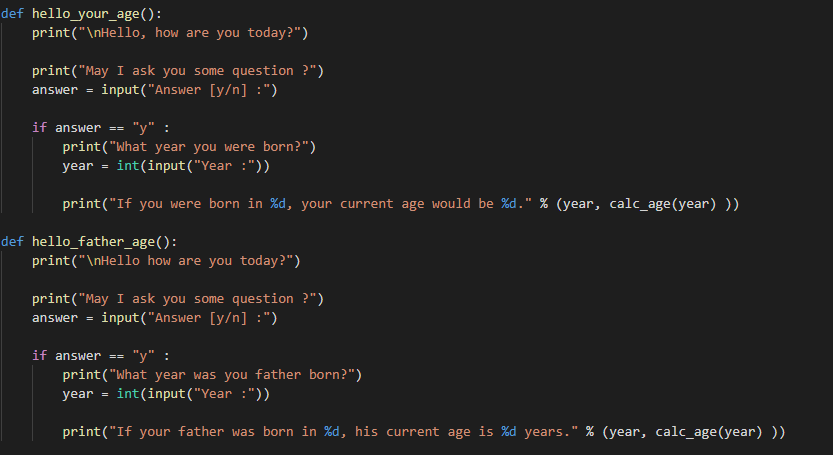 def hello_your_age():
print("\nHello, how are you today?")
print("May I ask you some question ?")
answer = input("Answer [y/n] :")
if answer == "y" :
print("What year you were born?")
year = int(input("Year :"))
print("If you were born in %d, your current age would be %d." % (year, calc_age(year) ))
def hello_father_age():
print("\nHello how are you today?")
print("May I ask you some question ?")
answer = input("Answer [y/n] :")
if answer == "y" :
print("What year was you father born?")
year = int(input("Year :"))
print("If your father was born in %d, his current age is %d years." % (year, calc_age(year) ))